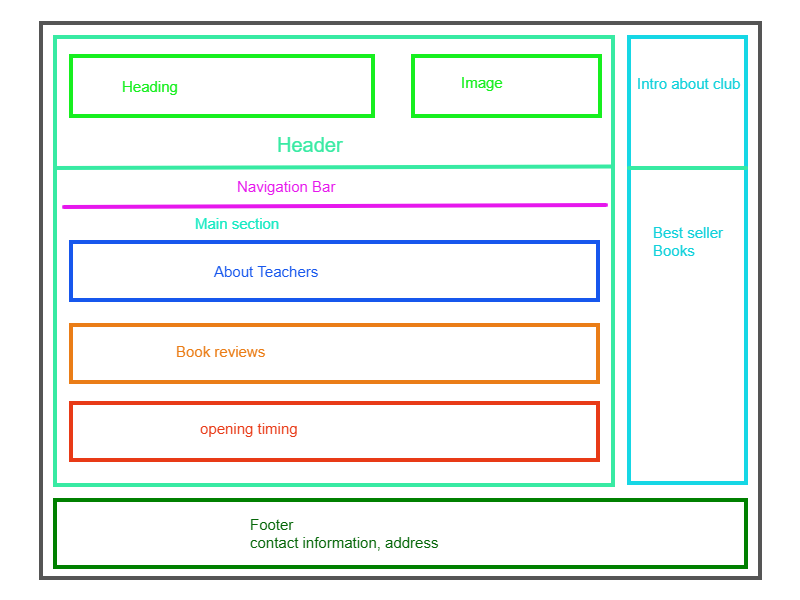 Heading
Image
Header
Navigation Bar
Main section
About Teachers
Book reviews
opening timing
Intro about club
Best seller
Books
Footer
contact information, address